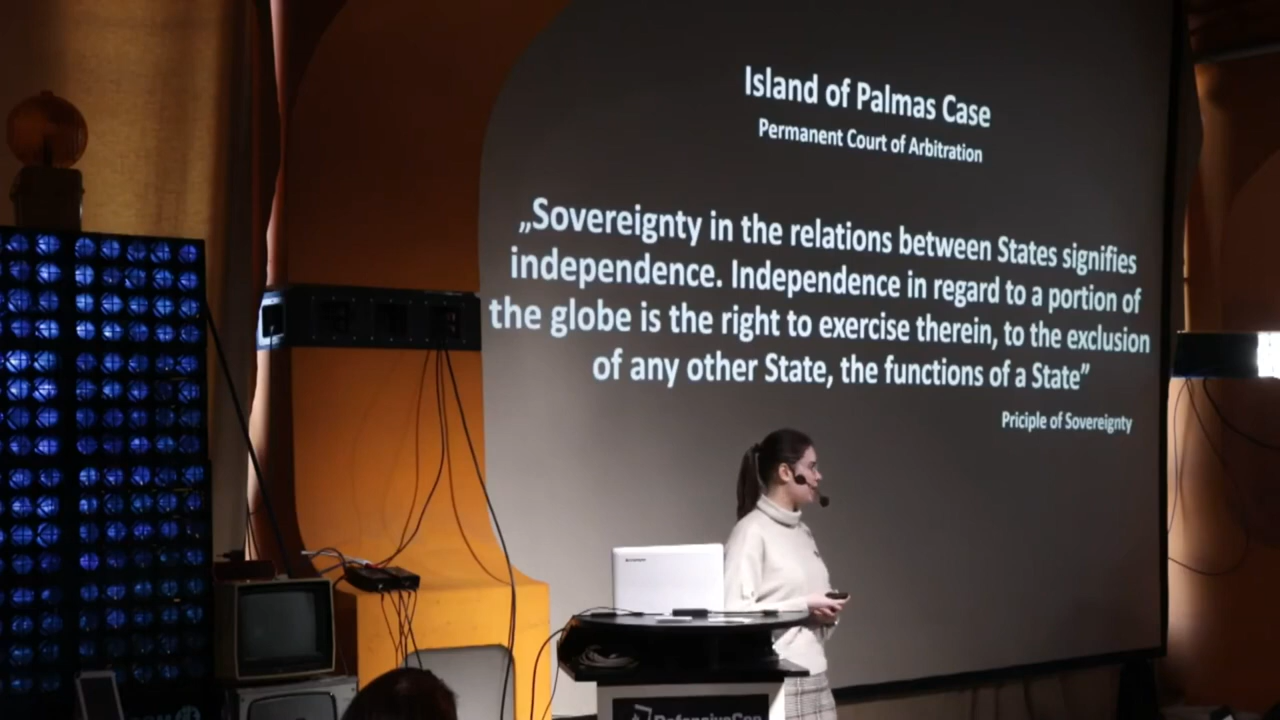 Island of Palmas Case
Permanent Court of Arbitration
„Sovereignty in the relations between States signifies
independence. Independence in regard to a portion of
the globe is the right to exercise therein, to the exclusion
of any other State, the functions of a State”
Priciple of Sovereignty
lenovo
DefensiveCon